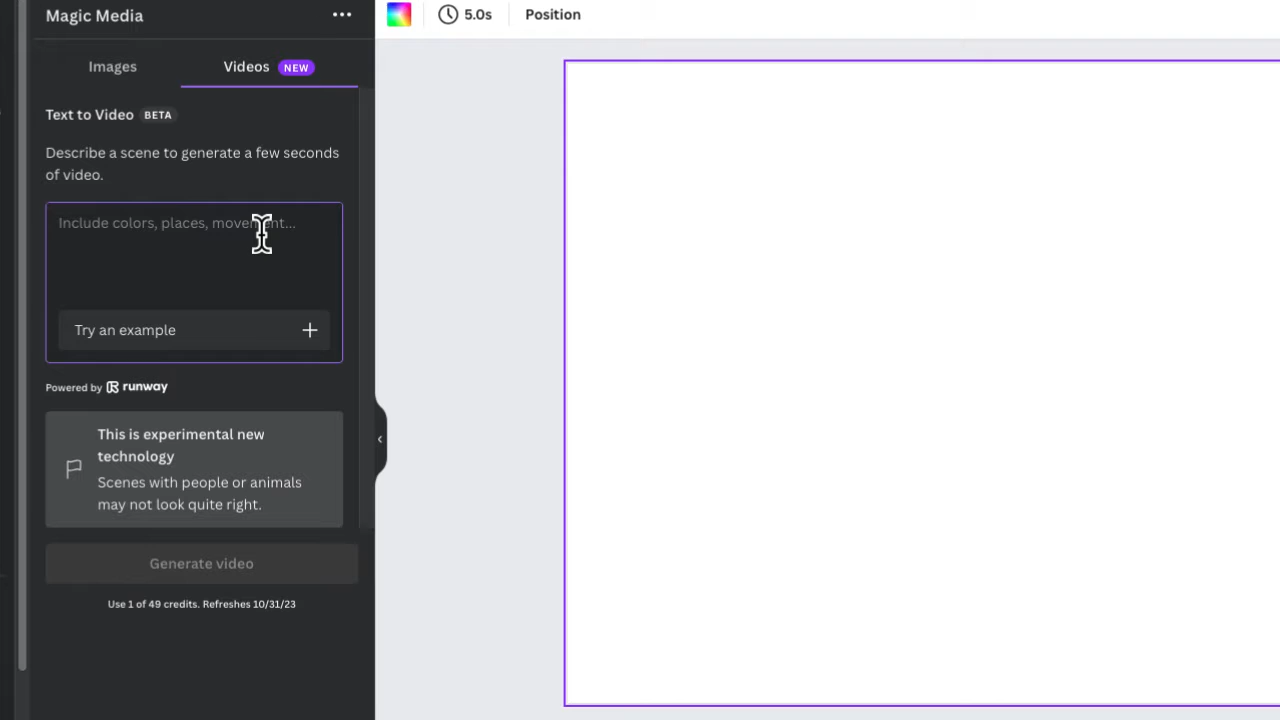 Magic Media
5.0s
Position
Images
Videos NEW
Text to Video BETA
Describe a scene to generate a few seconds
of video.
Include colors, places, movement...
Try an example
Powered by runway
This is experimental new
technology
Scenes with people or animals
may not look quite right.
Generate video
Use 1 of 49 credits. Refreshes 10/31/23